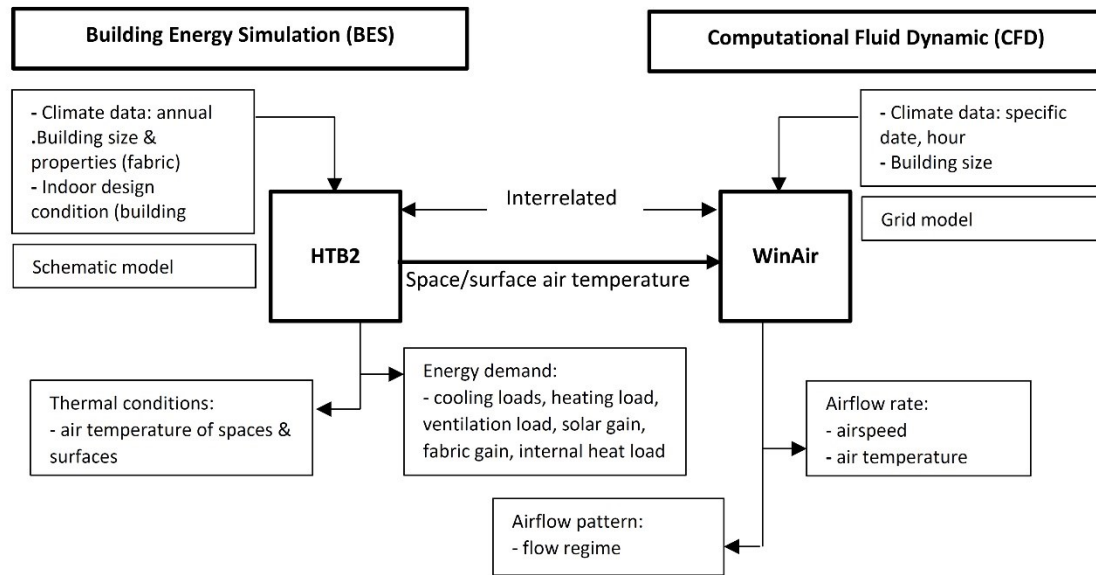 Building Energy Simulation (BES)
Computational Fluid Dynamic (CFD)
- Climate data: annual
.Building size &
properties (fabric)
- Indoor design
condition (building
Schematic model
- Climate data: specific
date, hour
- Building size
Grid model
Interrelated
HTB2
WinAir
Space/surface air temperature
Thermal conditions:
- air temperature of spaces &
surfaces
Energy demand:
- cooling loads, heating load,
ventilation load, solar gain,
fabric gain, internal heat load
Airflow rate:
- airspeed
- air temperature
Airflow pattern:
- flow regime